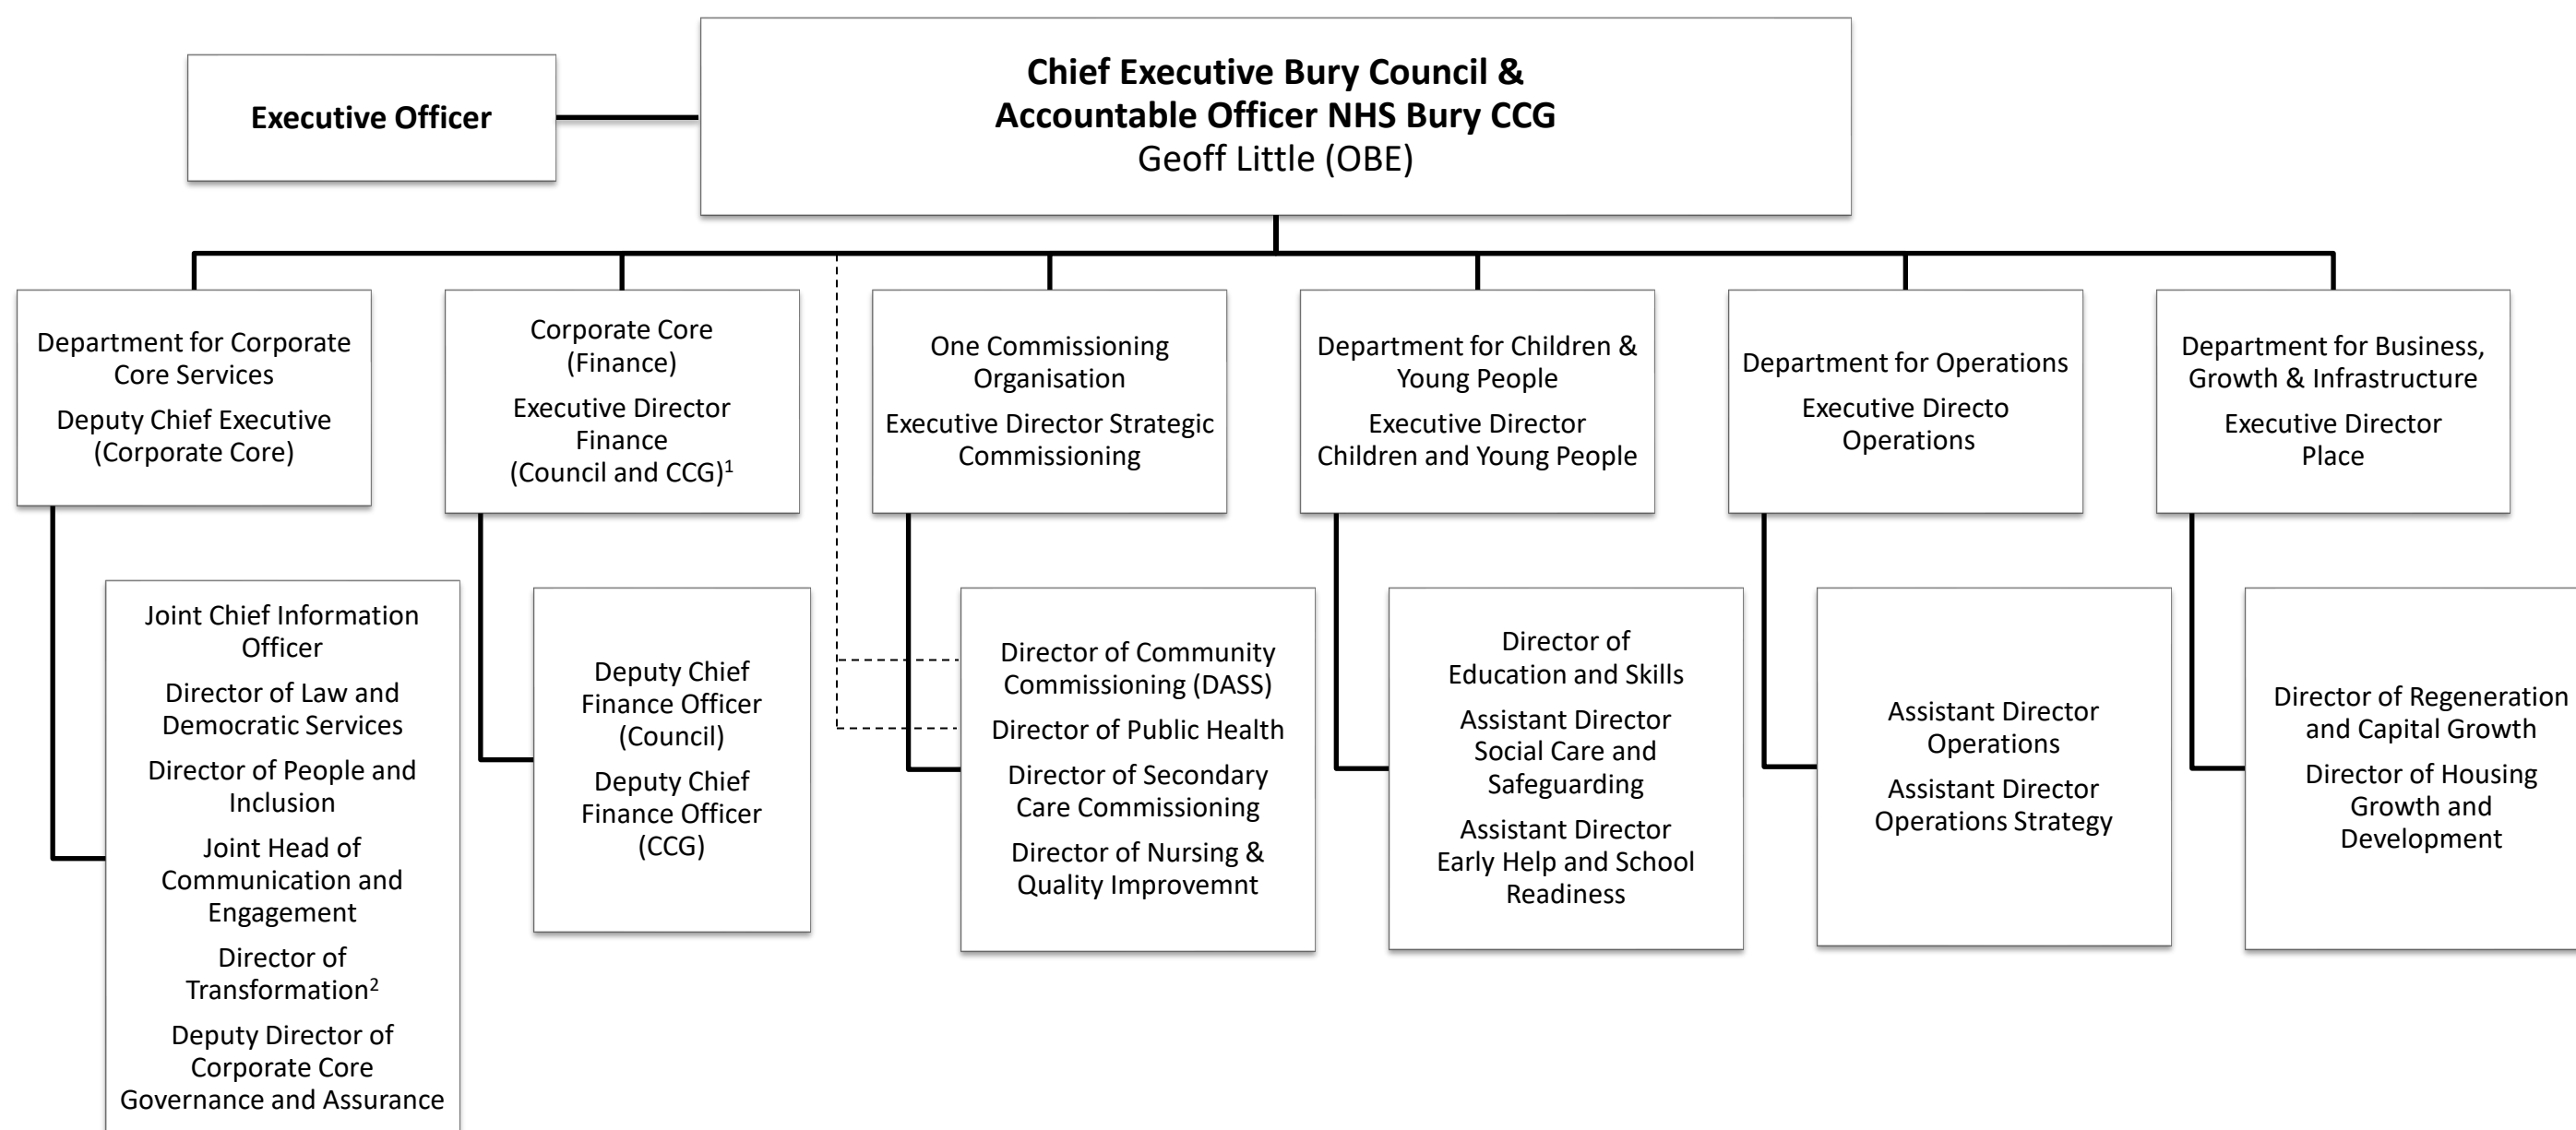 Executive Officer
Chief Executive Bury Council &
Accountable Officer NHS Bury CCG
Geoff Little (OBE)
Department for Corporate
Core Services
Deputy Chief Executive
(Corporate Core)
Corporate Core
(Finance)
Executive Director
Finance
(Council and CCG)¹
One Commissioning
Organisation
Executive Director Strategic
Commissioning
Department for Children &
Young People
Executive Director
Children and Young People
Department for Operations
Executive Directo
Operations
Department for Business,
Growth & Infrastructure
Executive Director
Place
Joint Chief Information
Officer
Director of Law and
Democratic Services
Director of People and
Inclusion
Joint Head of
Communication and
Engagement
Director of
Transformation²
Deputy Director of
Corporate Core
Governance and Assurance
Deputy Chief
Finance Officer
(Council)
Deputy Chief
Finance Officer
(CCG)
Director of Community
Commissioning (DASS)
Director of Public Health
Director of Secondary
Care Commissioning
Director of Nursing &
Quality Improvemnt
Director of
Education and Skills
Assistant Director
Social Care and
Safeguarding
Assistant Director
Early Help and School
Readiness
Assistant Director
Operations
Assistant Director
Operations Strategy
Director of Regeneration
and Capital Growth
Director of Housing
Growth and
Development